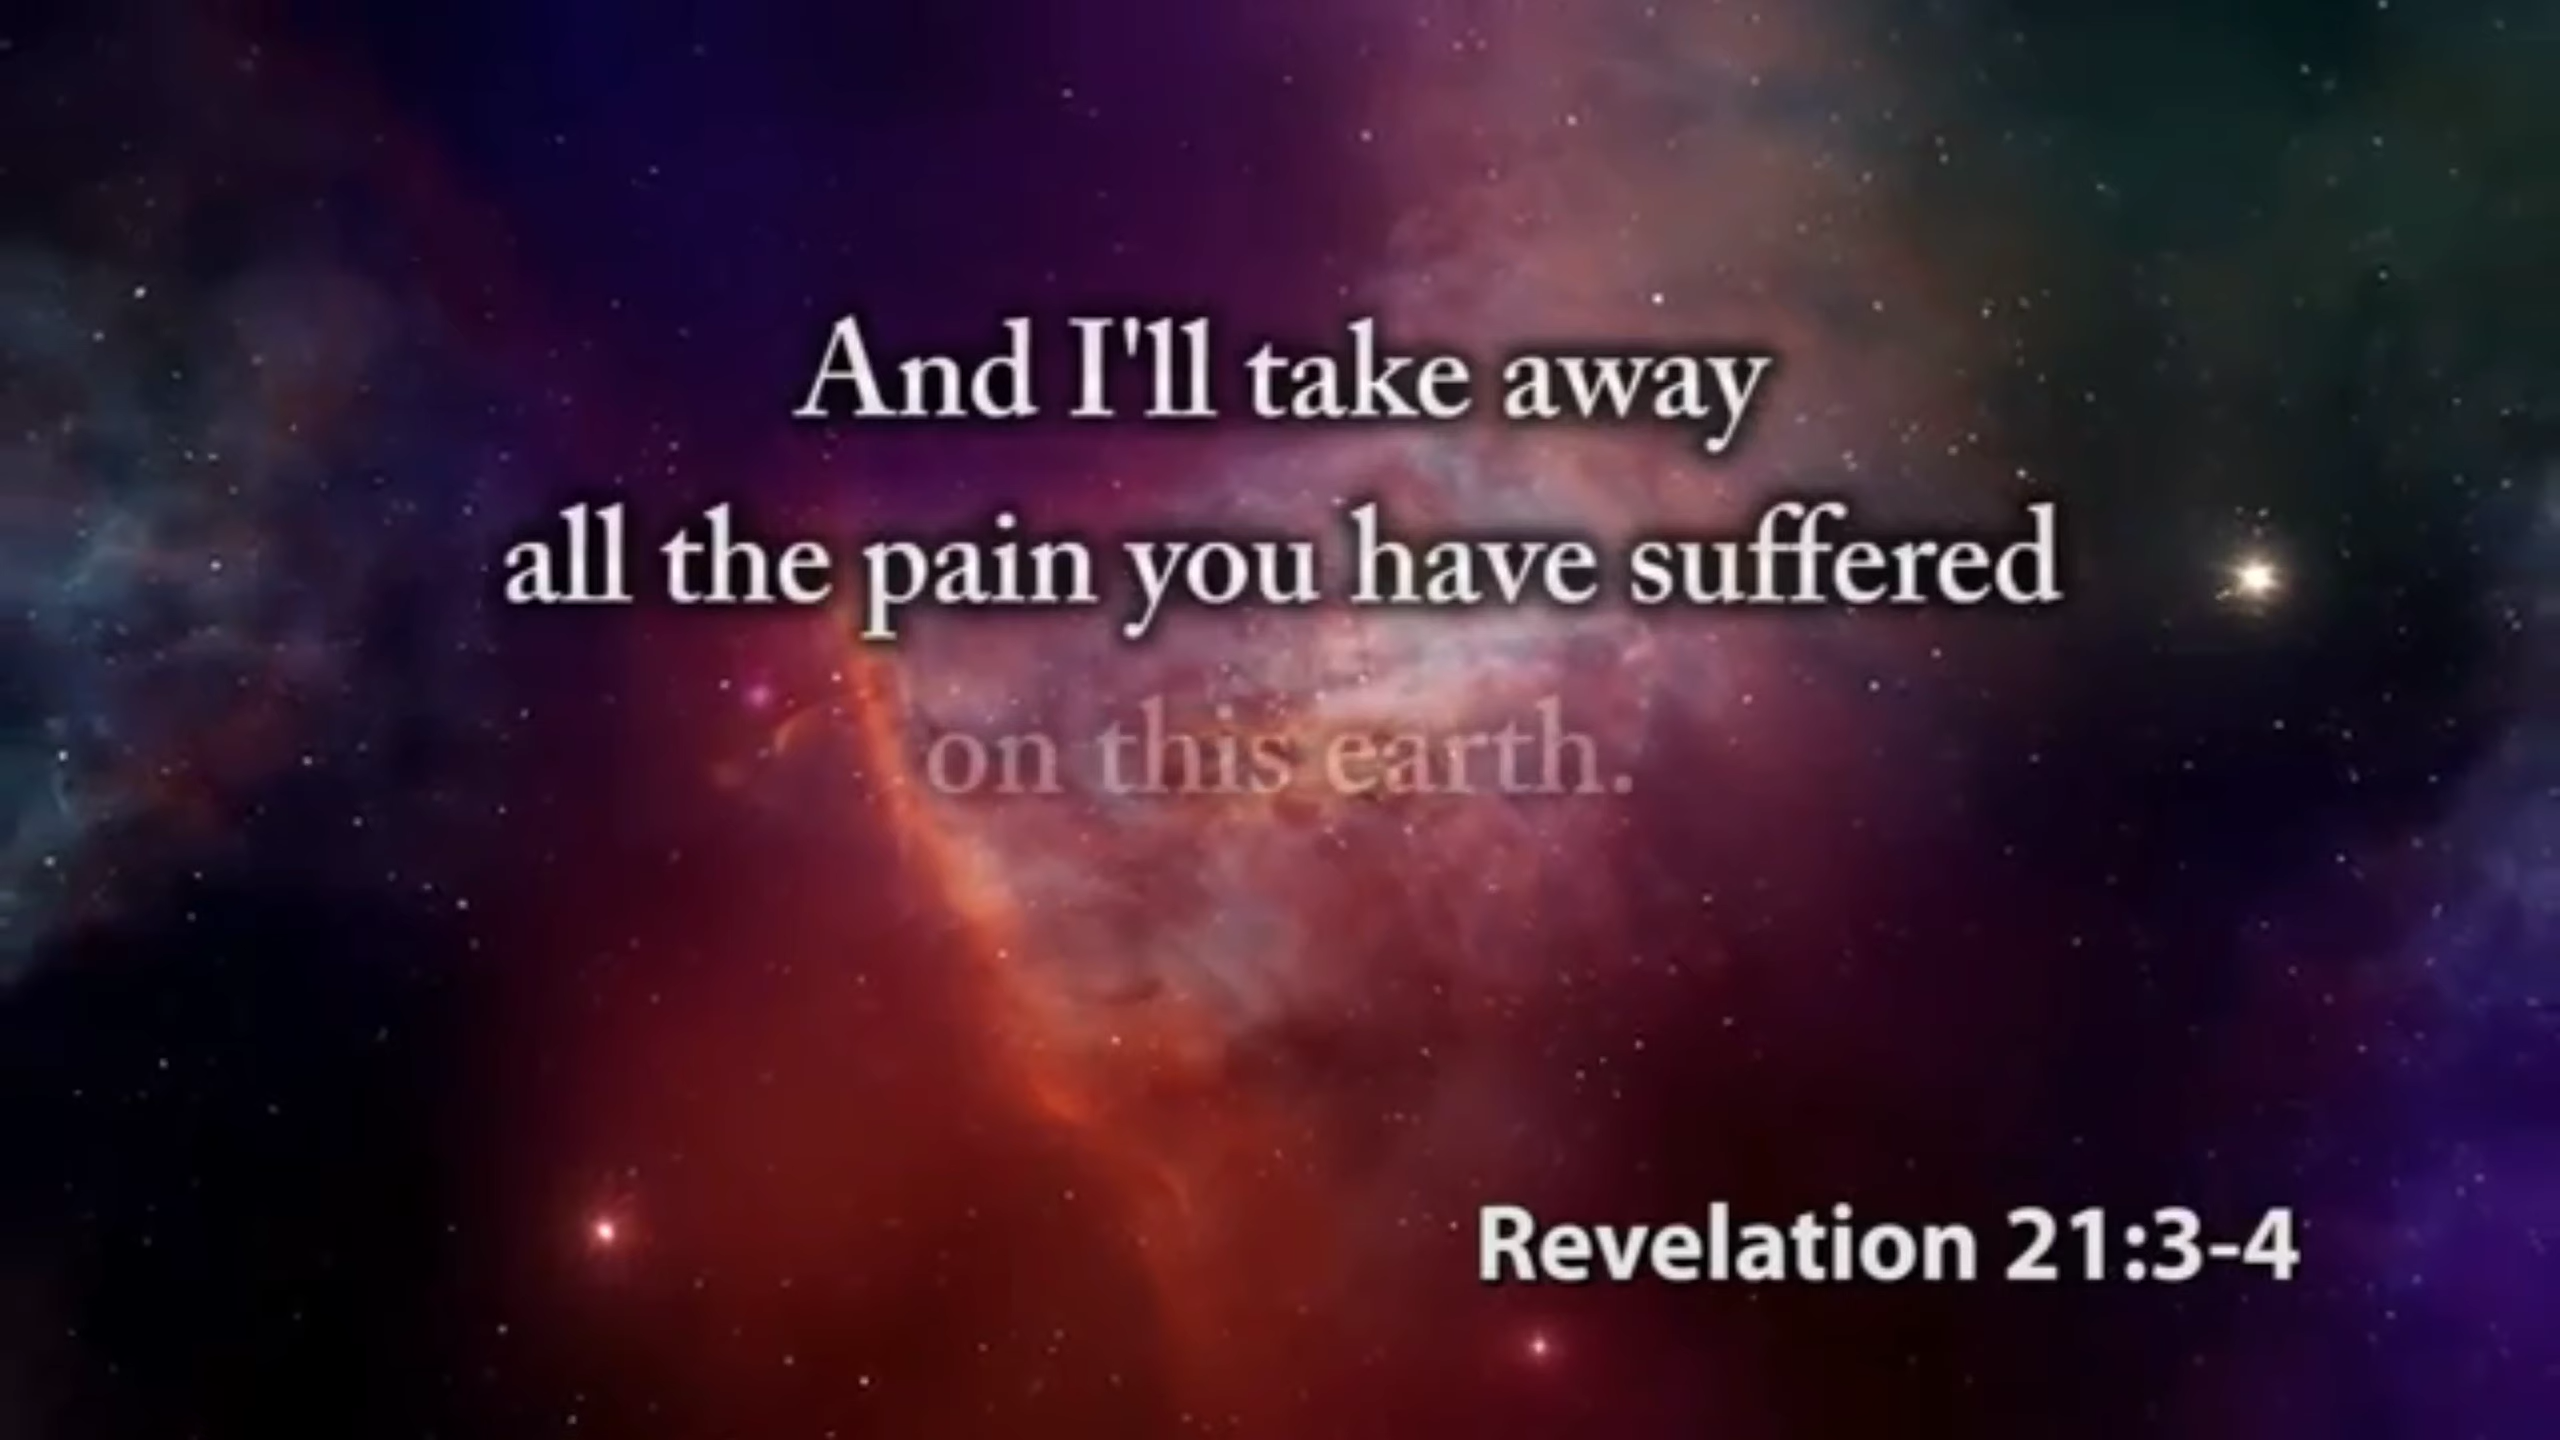 And I'll take away
all the pain you have suffered
on this earth.
Revelation 21:3-4